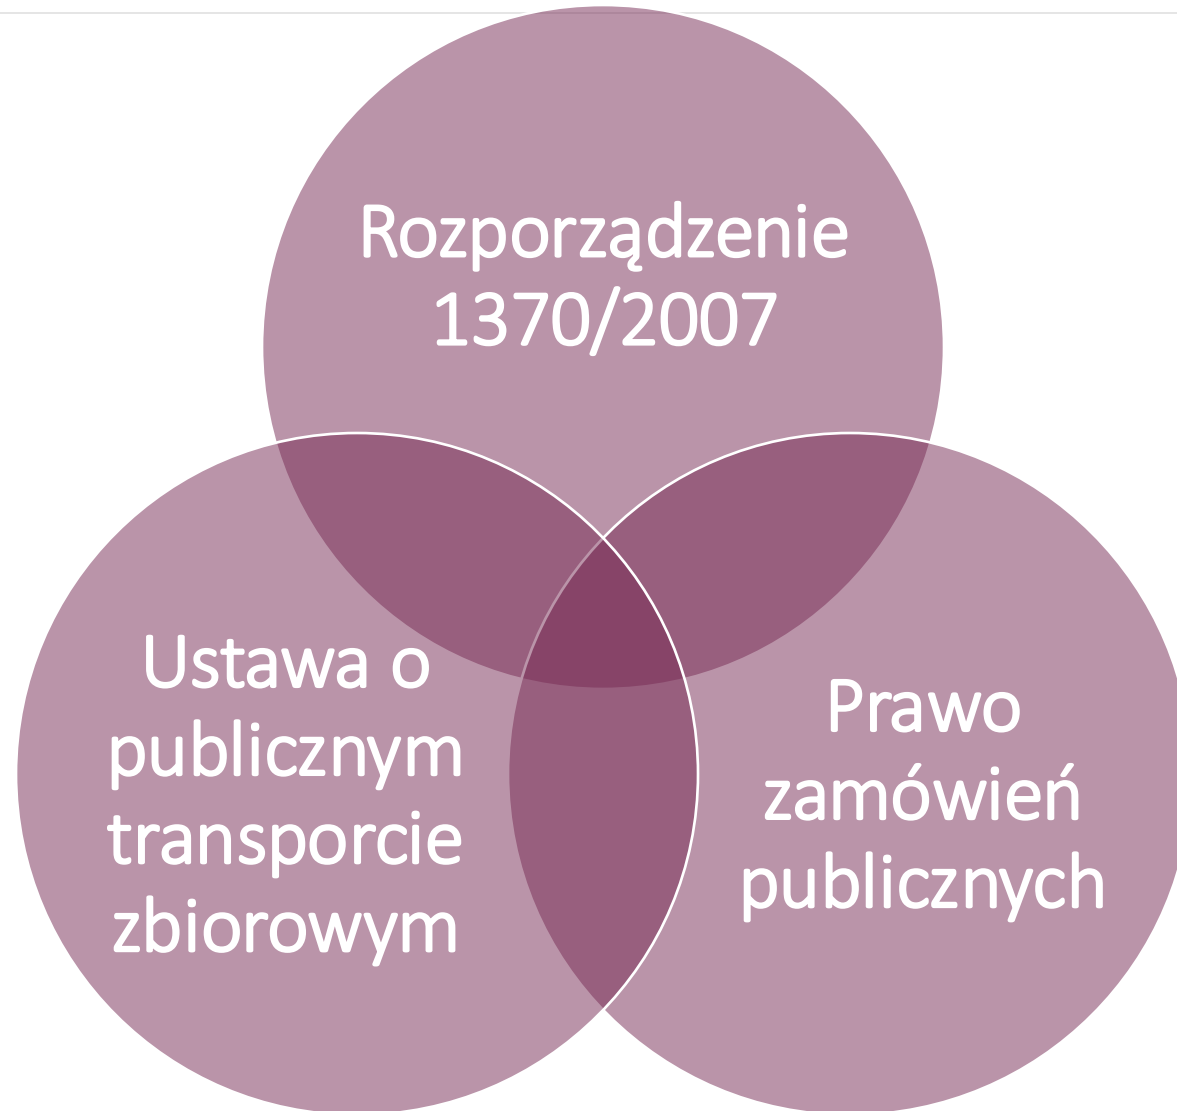 Rozporządzenie
1370/2007
Ustawa o
publicznym
transporcie
zbiorowym
Prawo
zamówień
publicznych